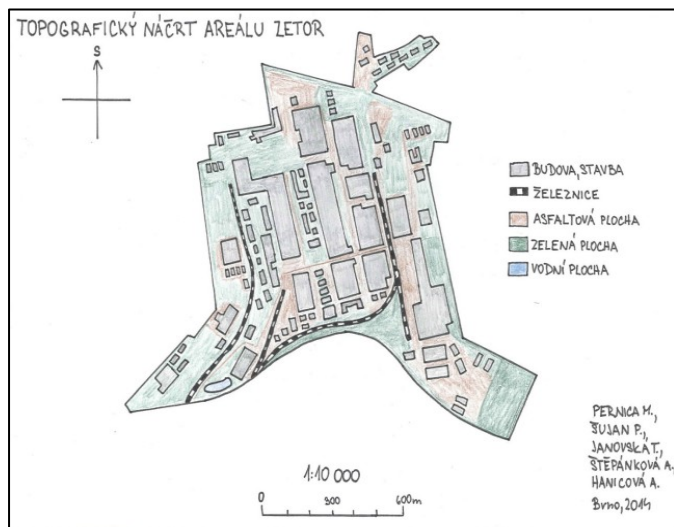 TOPOGRAFICKÝ NÁČRT AREÁLU ZETOR
S
BUDOVA, STAVBA
ŽELEZNICE
ASFALTOVÁ PLOCHA
ZELENÁ PLOCHA
VODNÍ PLOCHA
PERNICA M.,
ŠUJAN P.,
JANOVSKÁ T.,
ŠTĚPÁNKOVÁ A.,
HANICOVÁ A.
Brno, 2014
1:10 000
0 300 600m